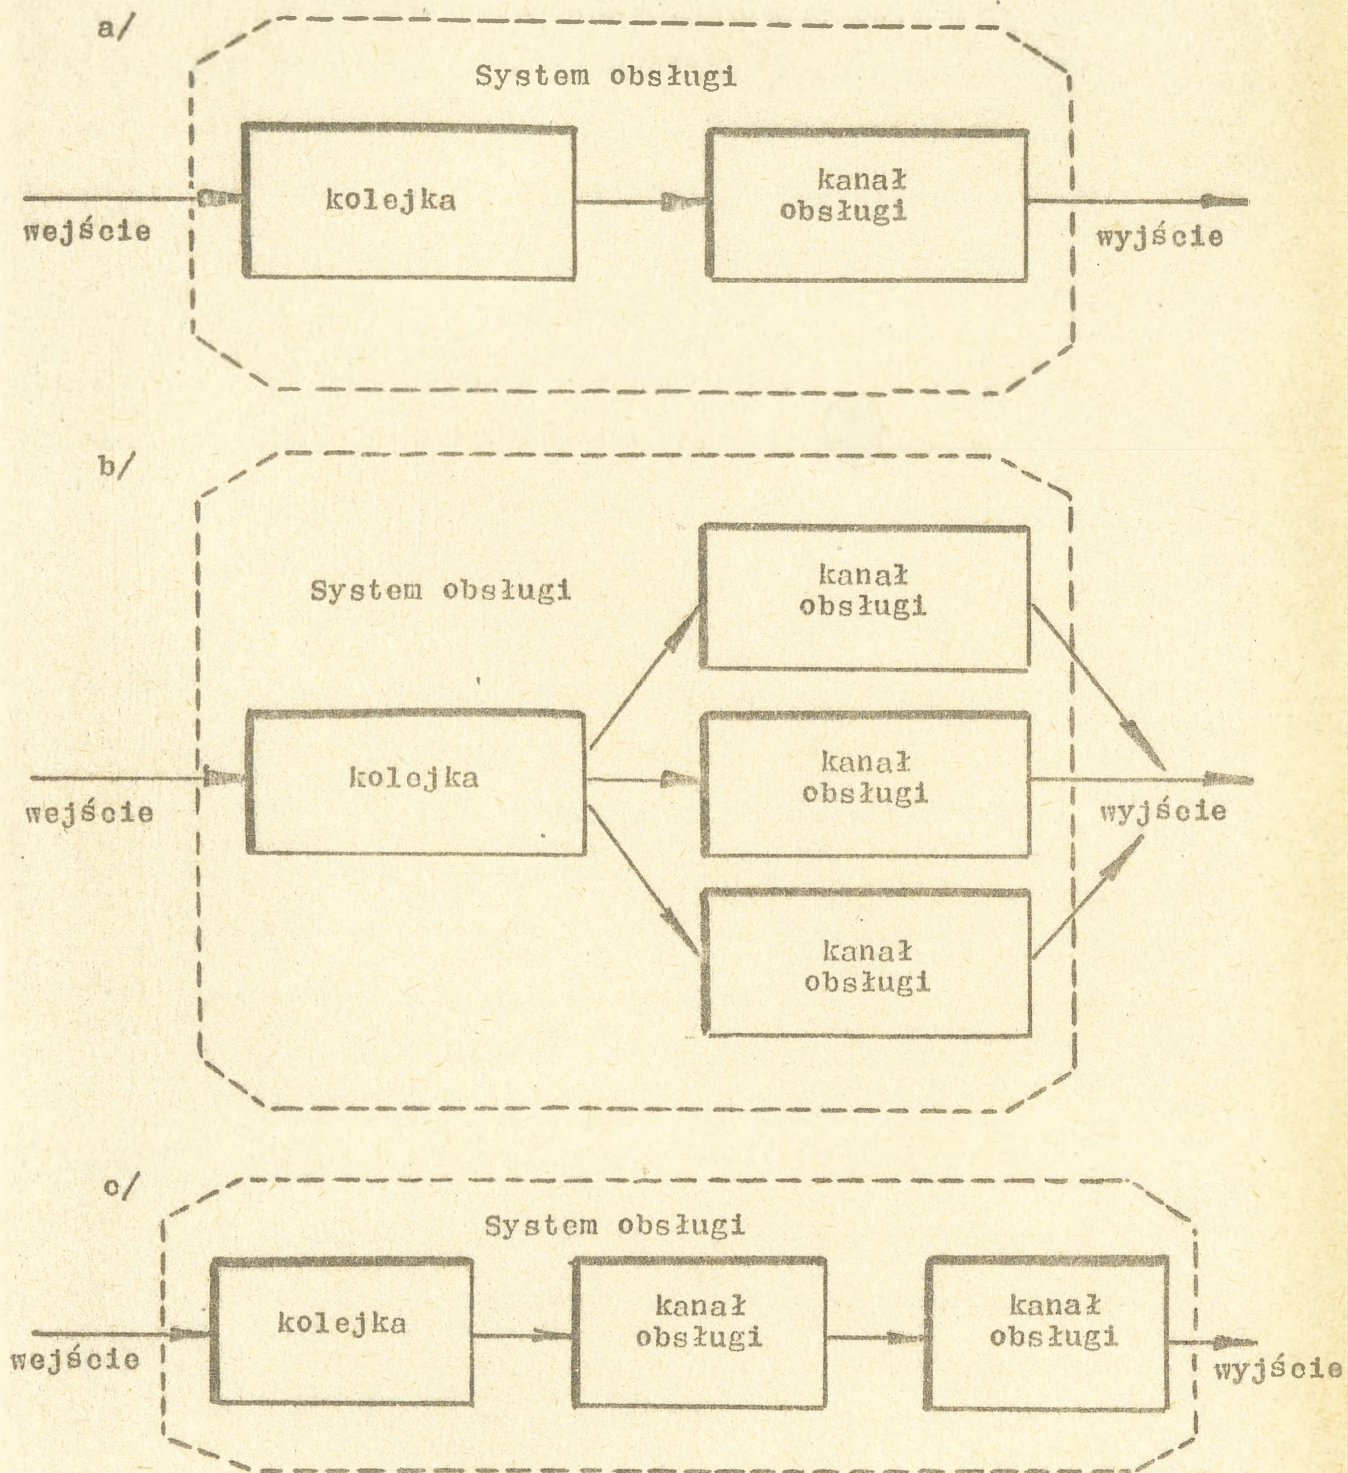 a/
System obsługi
kolejka
kanał
obsługi
wejście
wyjście
b/
System obsługi
kanał
obsługi
kolejka
kanał
obsługi
wejście
wyjście
kanał
obsługi
c/
System obsługi
kolejka
kanał
obsługi
kanał
obsługi
wejście
wyjście